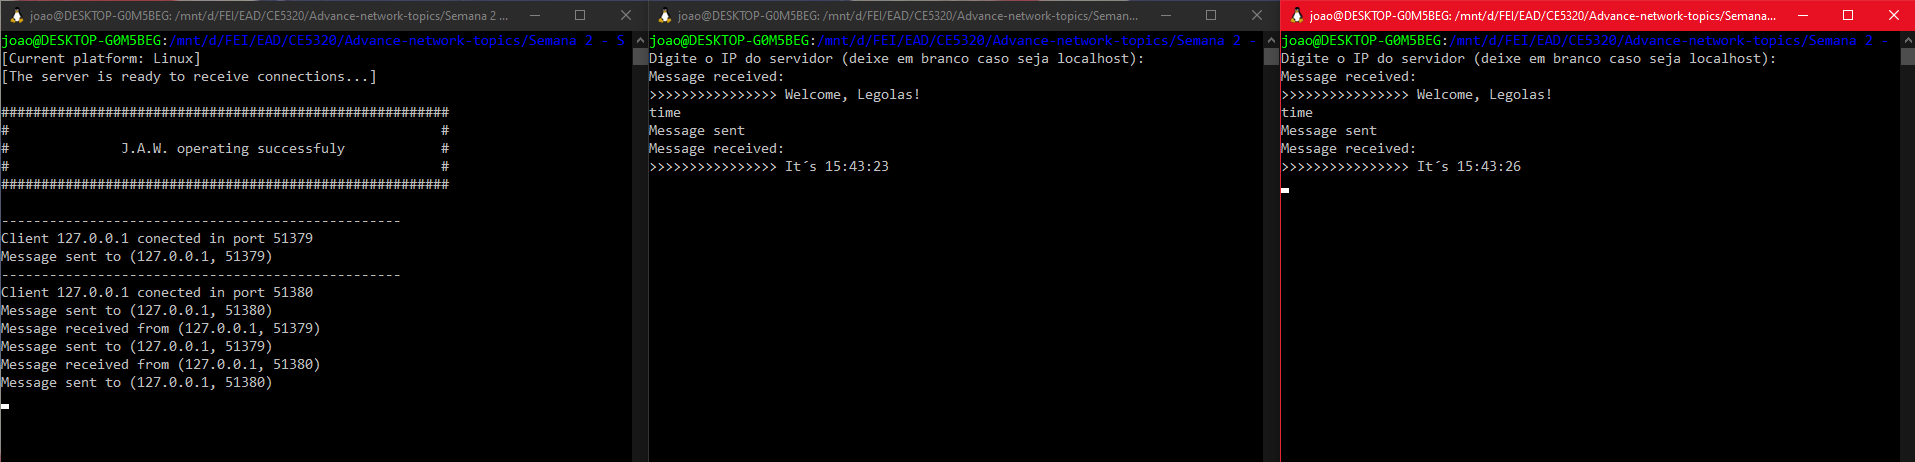 joao@DESKTOP-G0M5BEG: /mnt/d/FEI/EAD/CE5320/Advance-network-topics/Semana 2 ...
joao@DESKTOP-G0M5BEG:/mnt/d/FEI/EAD/CE5320/Advance-network-topics/Semana 2 - S
[Current platform: Linux]
[The server is ready to receive connections...]
########################################################
#                                                      #
#              J.A.W. operating successfuly            #
#                                                      #
########################################################
--------------------------------------------------
Client 127.0.0.1 conected in port 51379
Message sent to (127.0.0.1, 51379)
--------------------------------------------------
Client 127.0.0.1 conected in port 51380
Message sent to (127.0.0.1, 51380)
Message received from (127.0.0.1, 51379)
Message sent to (127.0.0.1, 51379)
Message received from (127.0.0.1, 51380)
Message sent to (127.0.0.1, 51380)
joao@DESKTOP-G0M5BEG: /mnt/d/FEI/EAD/CE5320/Advance-network-topics/Seman...
joao@DESKTOP-G0M5BEG:/mnt/d/FEI/EAD/CE5320/Advance-network-topics/Semana 2 -
Digite o IP do servidor (deixe em branco caso seja localhost):
Message received:
>>>>>>>>>>>>>>>> Welcome, Legolas!
time
Message sent
Message received:
>>>>>>>>>>>>>>>> It´s 15:43:23
joao@DESKTOP-G0M5BEG: /mnt/d/FEI/EAD/CE5320/Advance-network-topics/Semana...
joao@DESKTOP-G0M5BEG:/mnt/d/FEI/EAD/CE5320/Advance-network-topics/Semana 2 -
Digite o IP do servidor (deixe em branco caso seja localhost):
Message received:
>>>>>>>>>>>>>>>> Welcome, Legolas!
time
Message sent
Message received:
>>>>>>>>>>>>>>>> It´s 15:43:26